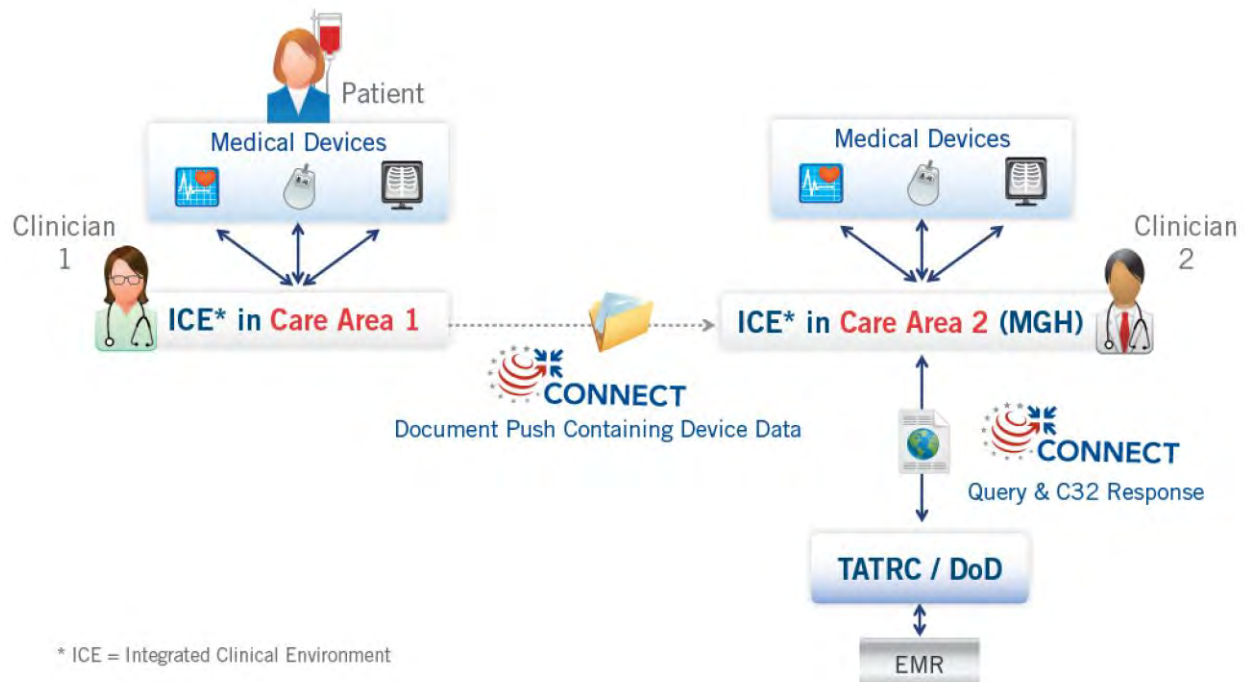 Patient
Medical Devices
Medical Devices
Clinician
1
Clinician
2
ICE* in Care Area 1
ICE* in Care Area 2 (MGH)
CONNECT
Document Push Containing Device Data
CONNECT
Query & C32 Response
TATRC / DoD
* ICE = Integrated Clinical Environment
EMR